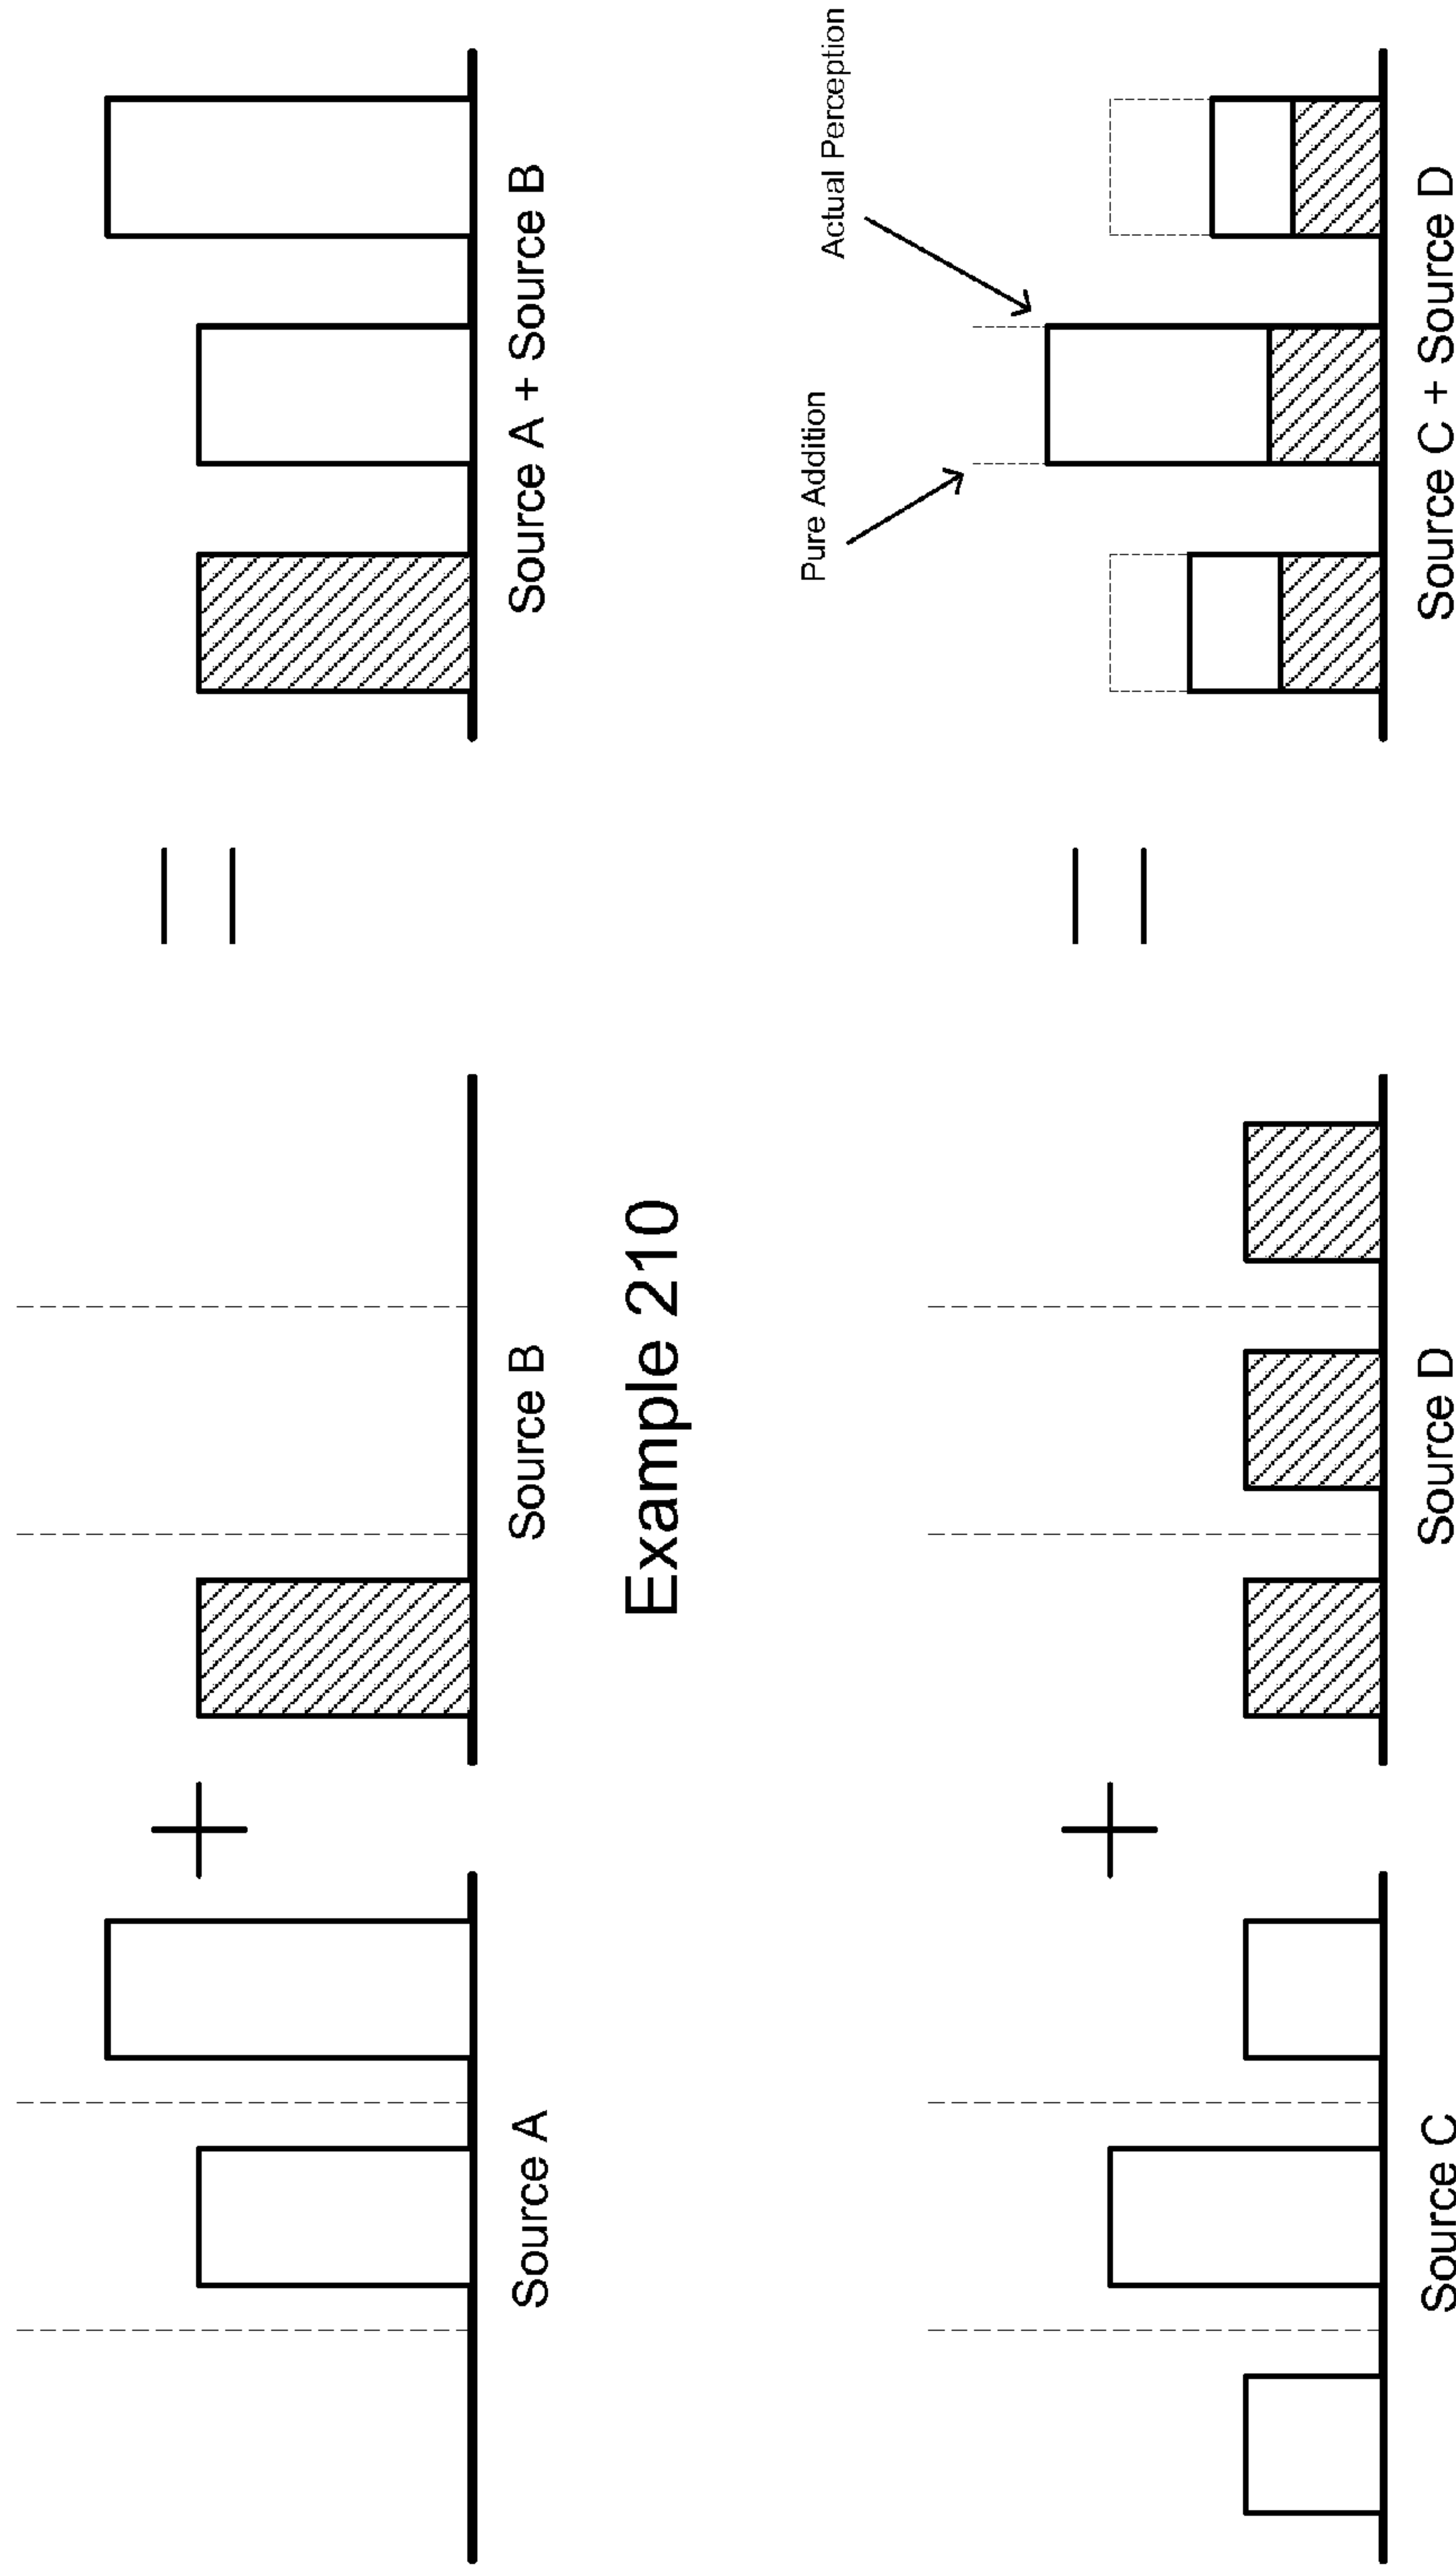 Source A
Source B
Source A + Source B
Example 210
Pure Addition
Actual Perception
Source C
Source D
Source C + Source D